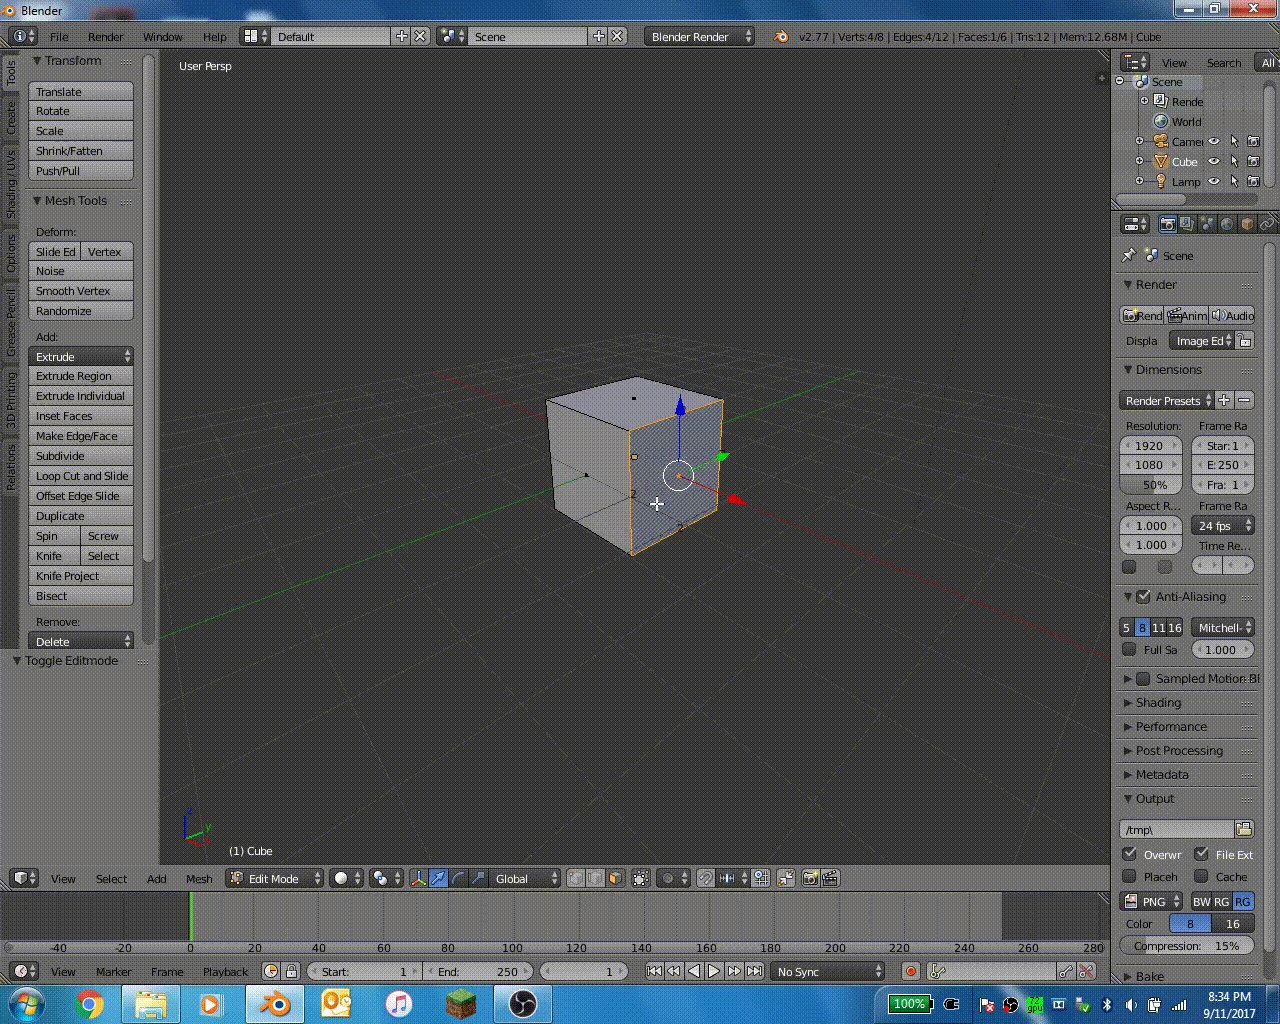 Blender
File Render Window Help Default Scene Blender Render v2.77 | Verts:4/8 | Edges:4/12 | Faces:1/6 | Tris:12 | Mem:12.68M | Cube
Tools
Create
Shading / UVs
Options
Grease Pencil
3D Printing
Relations
Transform
Translate
Rotate
Scale
Shrink/Fatten
Push/Pull
Mesh Tools
Deform:
Slide Ed Vertex
Noise
Smooth Vertex
Randomize
Add:
Extrude
Extrude Region
Extrude Individual
Inset Faces
Make Edge/Face
Subdivide
Loop Cut and Slide
Offset Edge Slide
Duplicate
Spin Screw
Knife Select
Knife Project
Bisect
Remove:
Delete
Toggle Editmode
User Persp
2
2
z
y
(1) Cube
View Select Add Mesh Edit Mode Global
-40 -20 0 20 40 60 80 100 120 140 160 180 200 220 240 260 280
View Marker Frame Playback Start: 1 End: 250 1 No Sync
View Search All
Scene
Rende
World
Camer
Cube
Lamp
Scene
Render
Rend Anim Audio
Displa Image Ed
Dimensions
Render Presets
Resolution: Frame Ra
1920 Star: 1
1080 E: 250
50% Fra: 1
Aspect R... Frame Ra
1.000 24 fps
1.000 Time Re...
Anti-Aliasing
5 8 11 16 Mitchell-
Full Sa 1.000
Sampled Motion Bl
Shading
Performance
Post Processing
Metadata
Output
/tmp\
Overwr File Ext
Placeh Cache
PNG BW RG RG
Color 8 16
Compression: 15%
Bake
100% 72 gpu 8:34 PM
9/11/2017